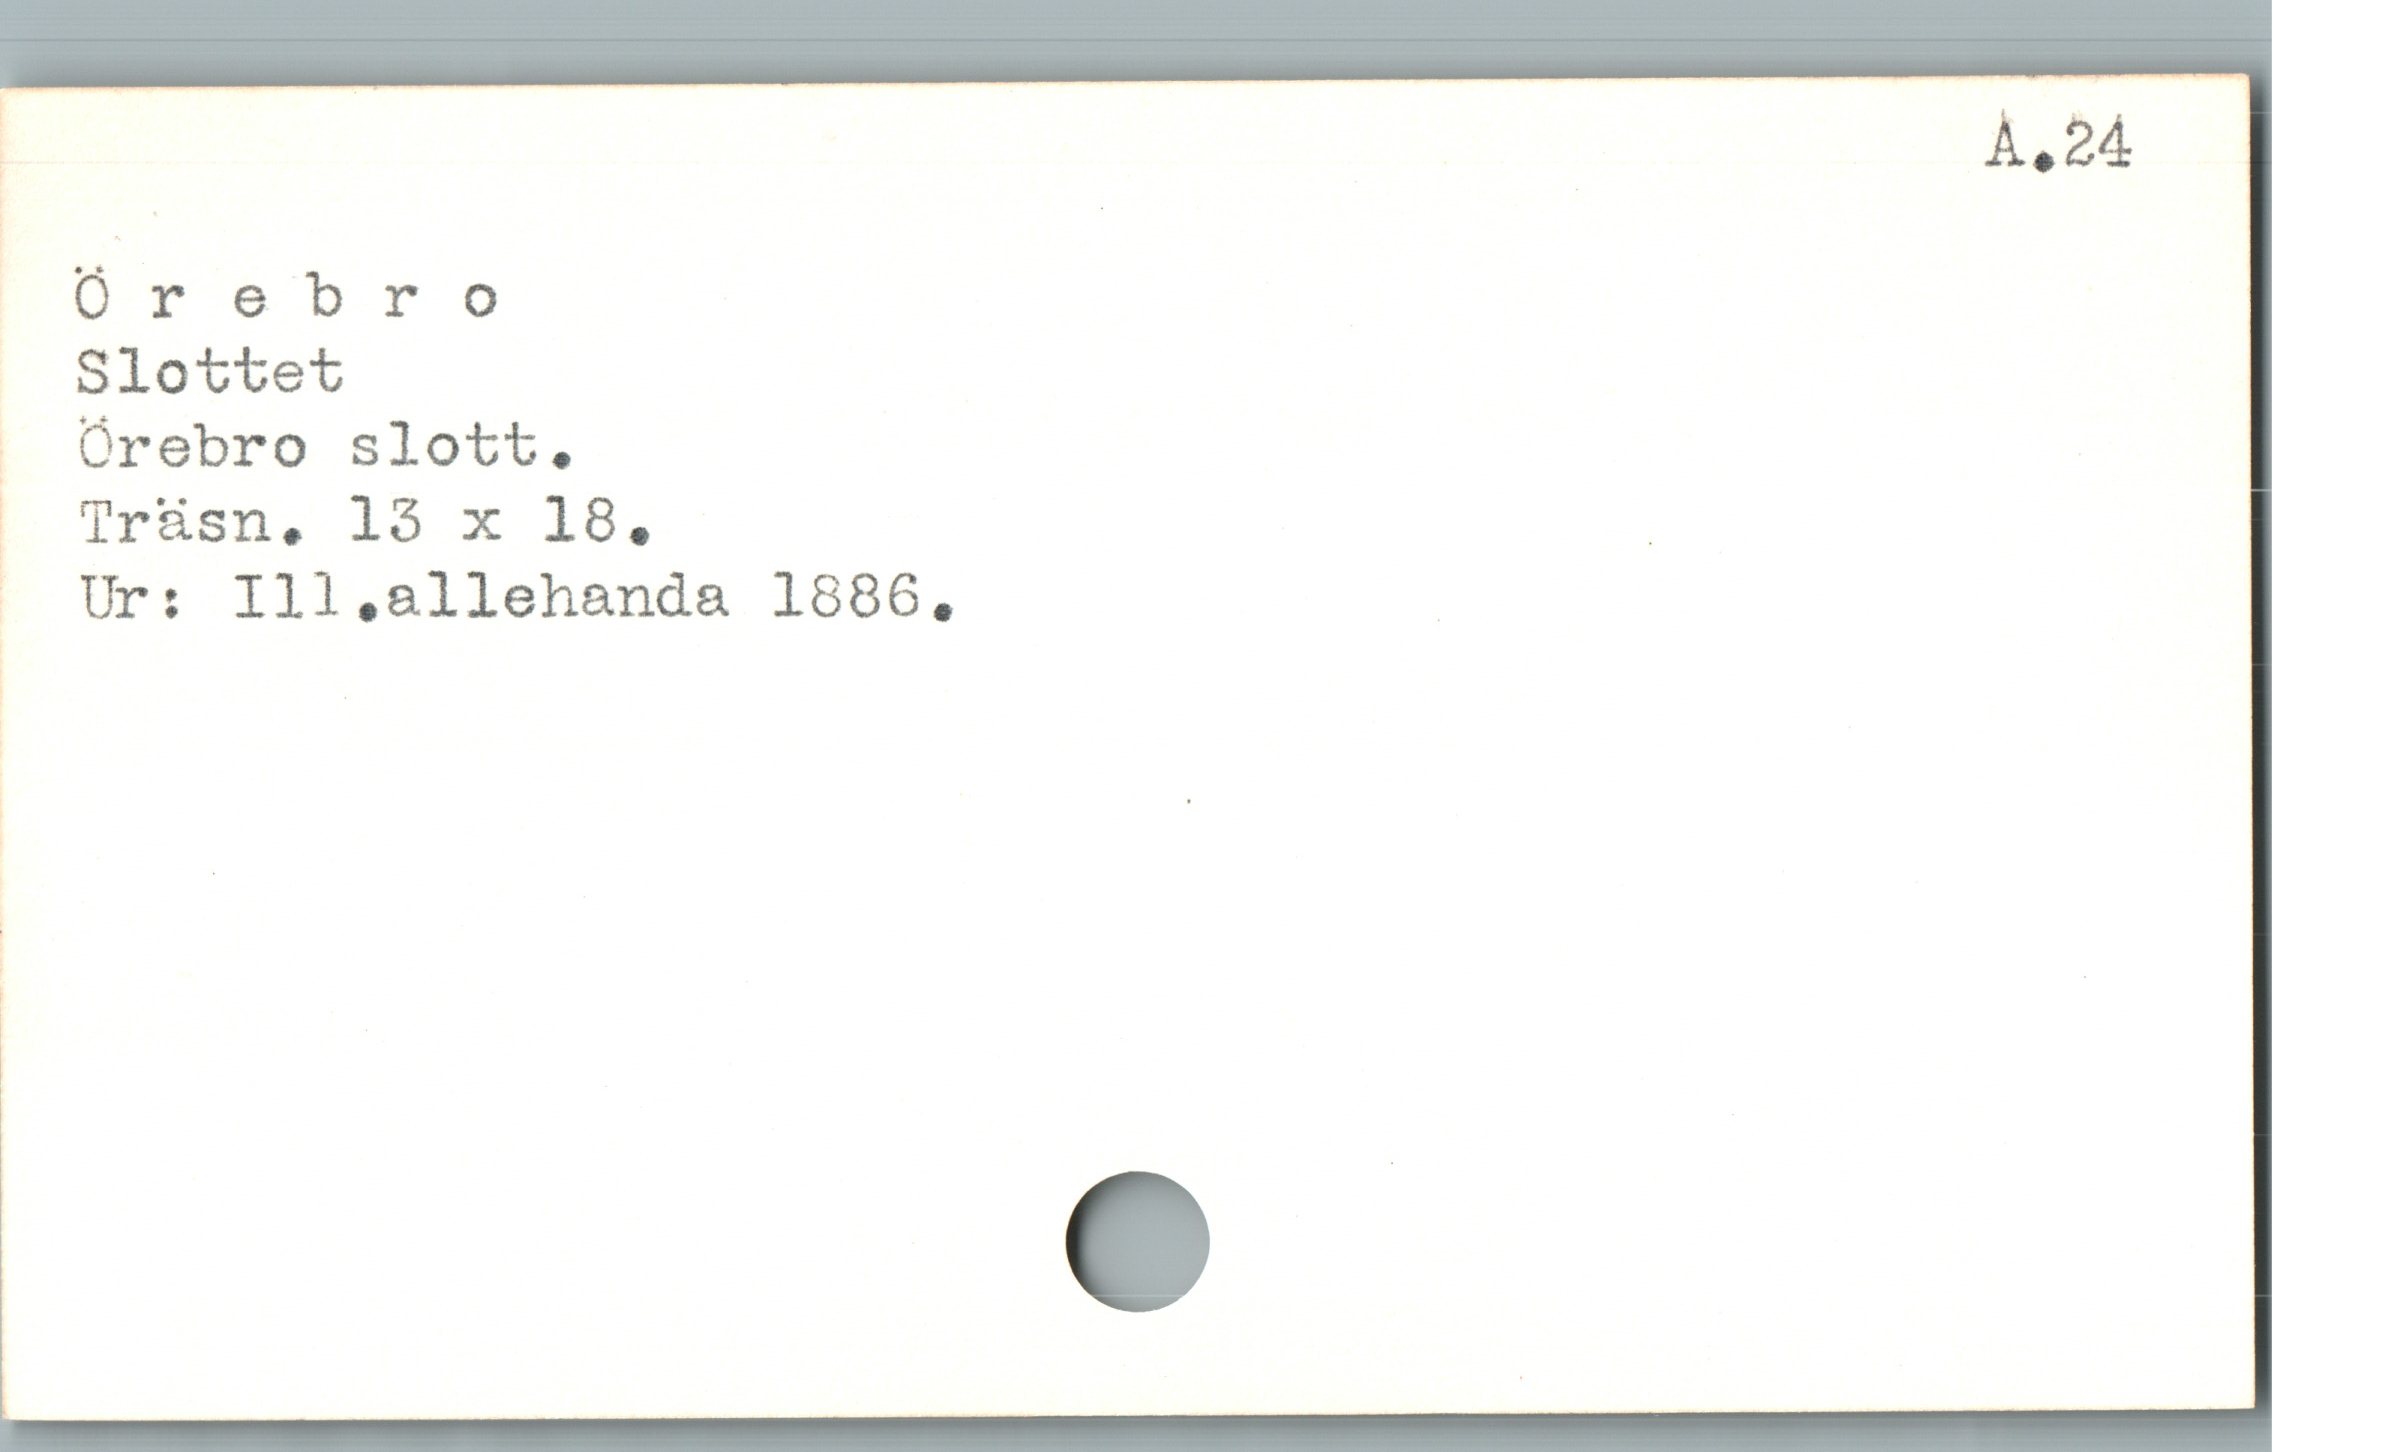 A.24
Ö r e b r o
Slottet
Örebro slott.
Träsn. 13 x 18.
Ur: Ill.allehanda 1886.